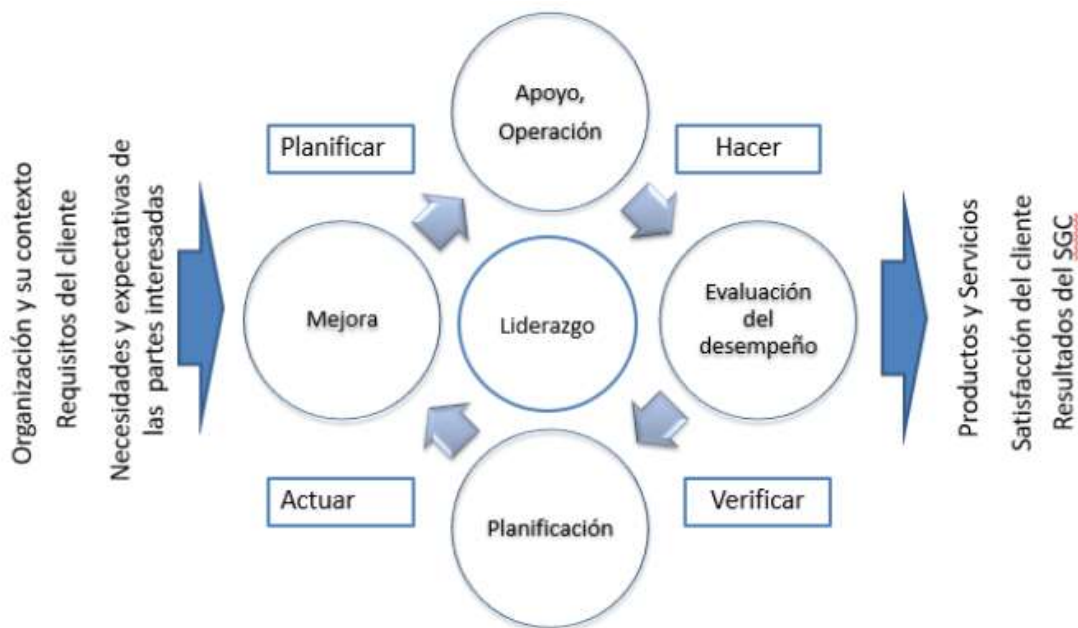 Organización y su contexto
Requisitos del cliente
Necesidades y expectativas de
las partes interesadas
Planificar
Apoyo,
Operación
Hacer
Mejora
Liderazgo
Evaluación
del
desempeño
Actuar
Planificación
Verificar
Productos y Servicios
Satisfacción del cliente
Resultados del SGC